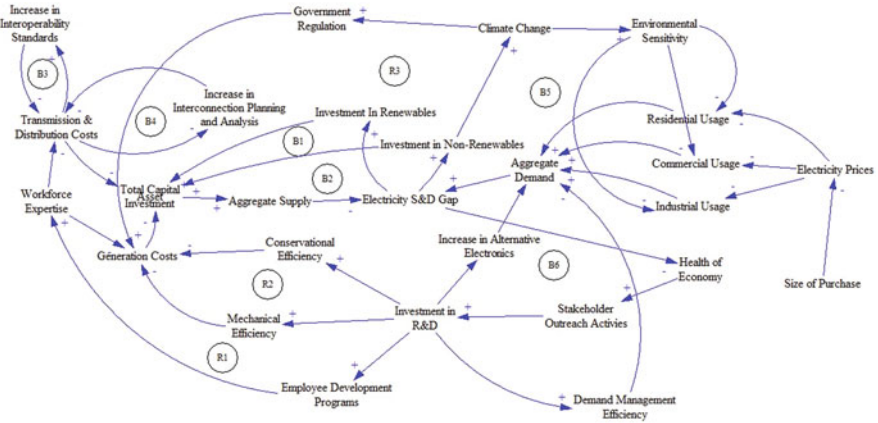 Increase in
Interoperability
Standards
Government
Regulation
Climate Change
Environmental
Sensitivity
B3
R3
B5
Increase in
Interconnection Planning
and Analysis
Transmission &
Distribution Costs
B4
Investment In Renewables
Residential Usage
B1
Investment in Non-Renewables
Aggregate
Demand
Commercial Usage
Electricity Prices
B2
Workforce
Expertise
Total Capital
Asset
Investment
Aggregate Supply
Electricity S&D Gap
Industrial Usage
Increase in Alternative
Electronics
Conservational
Efficiency
Génération Costs
B6
Health of
Economy
Size of Purchase
R2
Mechanical
Efficiency
Investment in
R&D
Stakeholder
Outreach Activies
R1
Employee Development
Programs
Demand Management
Efficiency